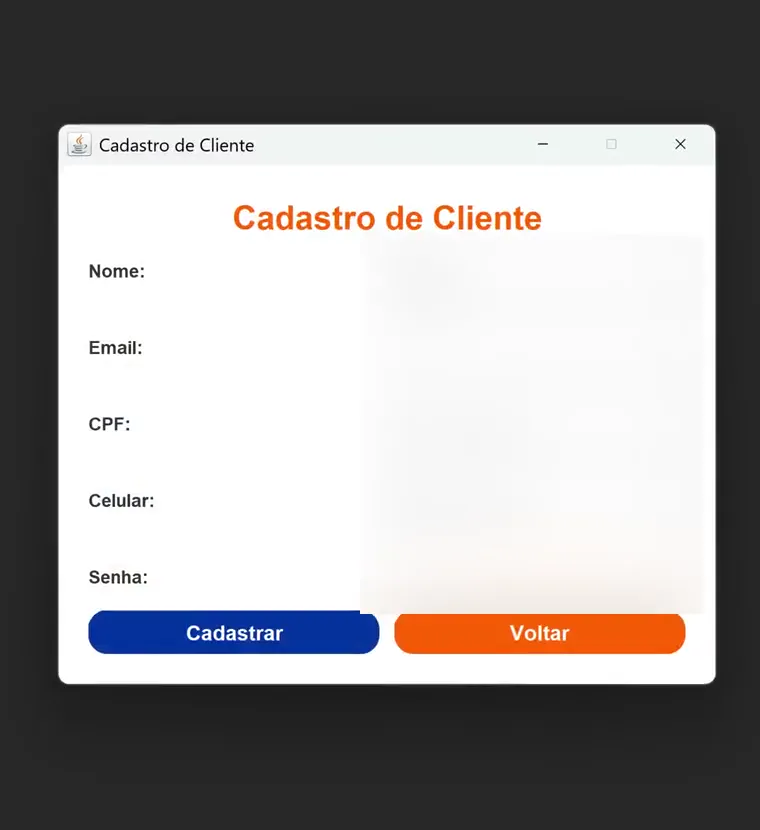 Cadastro de Cliente
Cadastro de Cliente
Nome:
Email:
CPF:
Celular:
Senha:
Cadastrar
Voltar